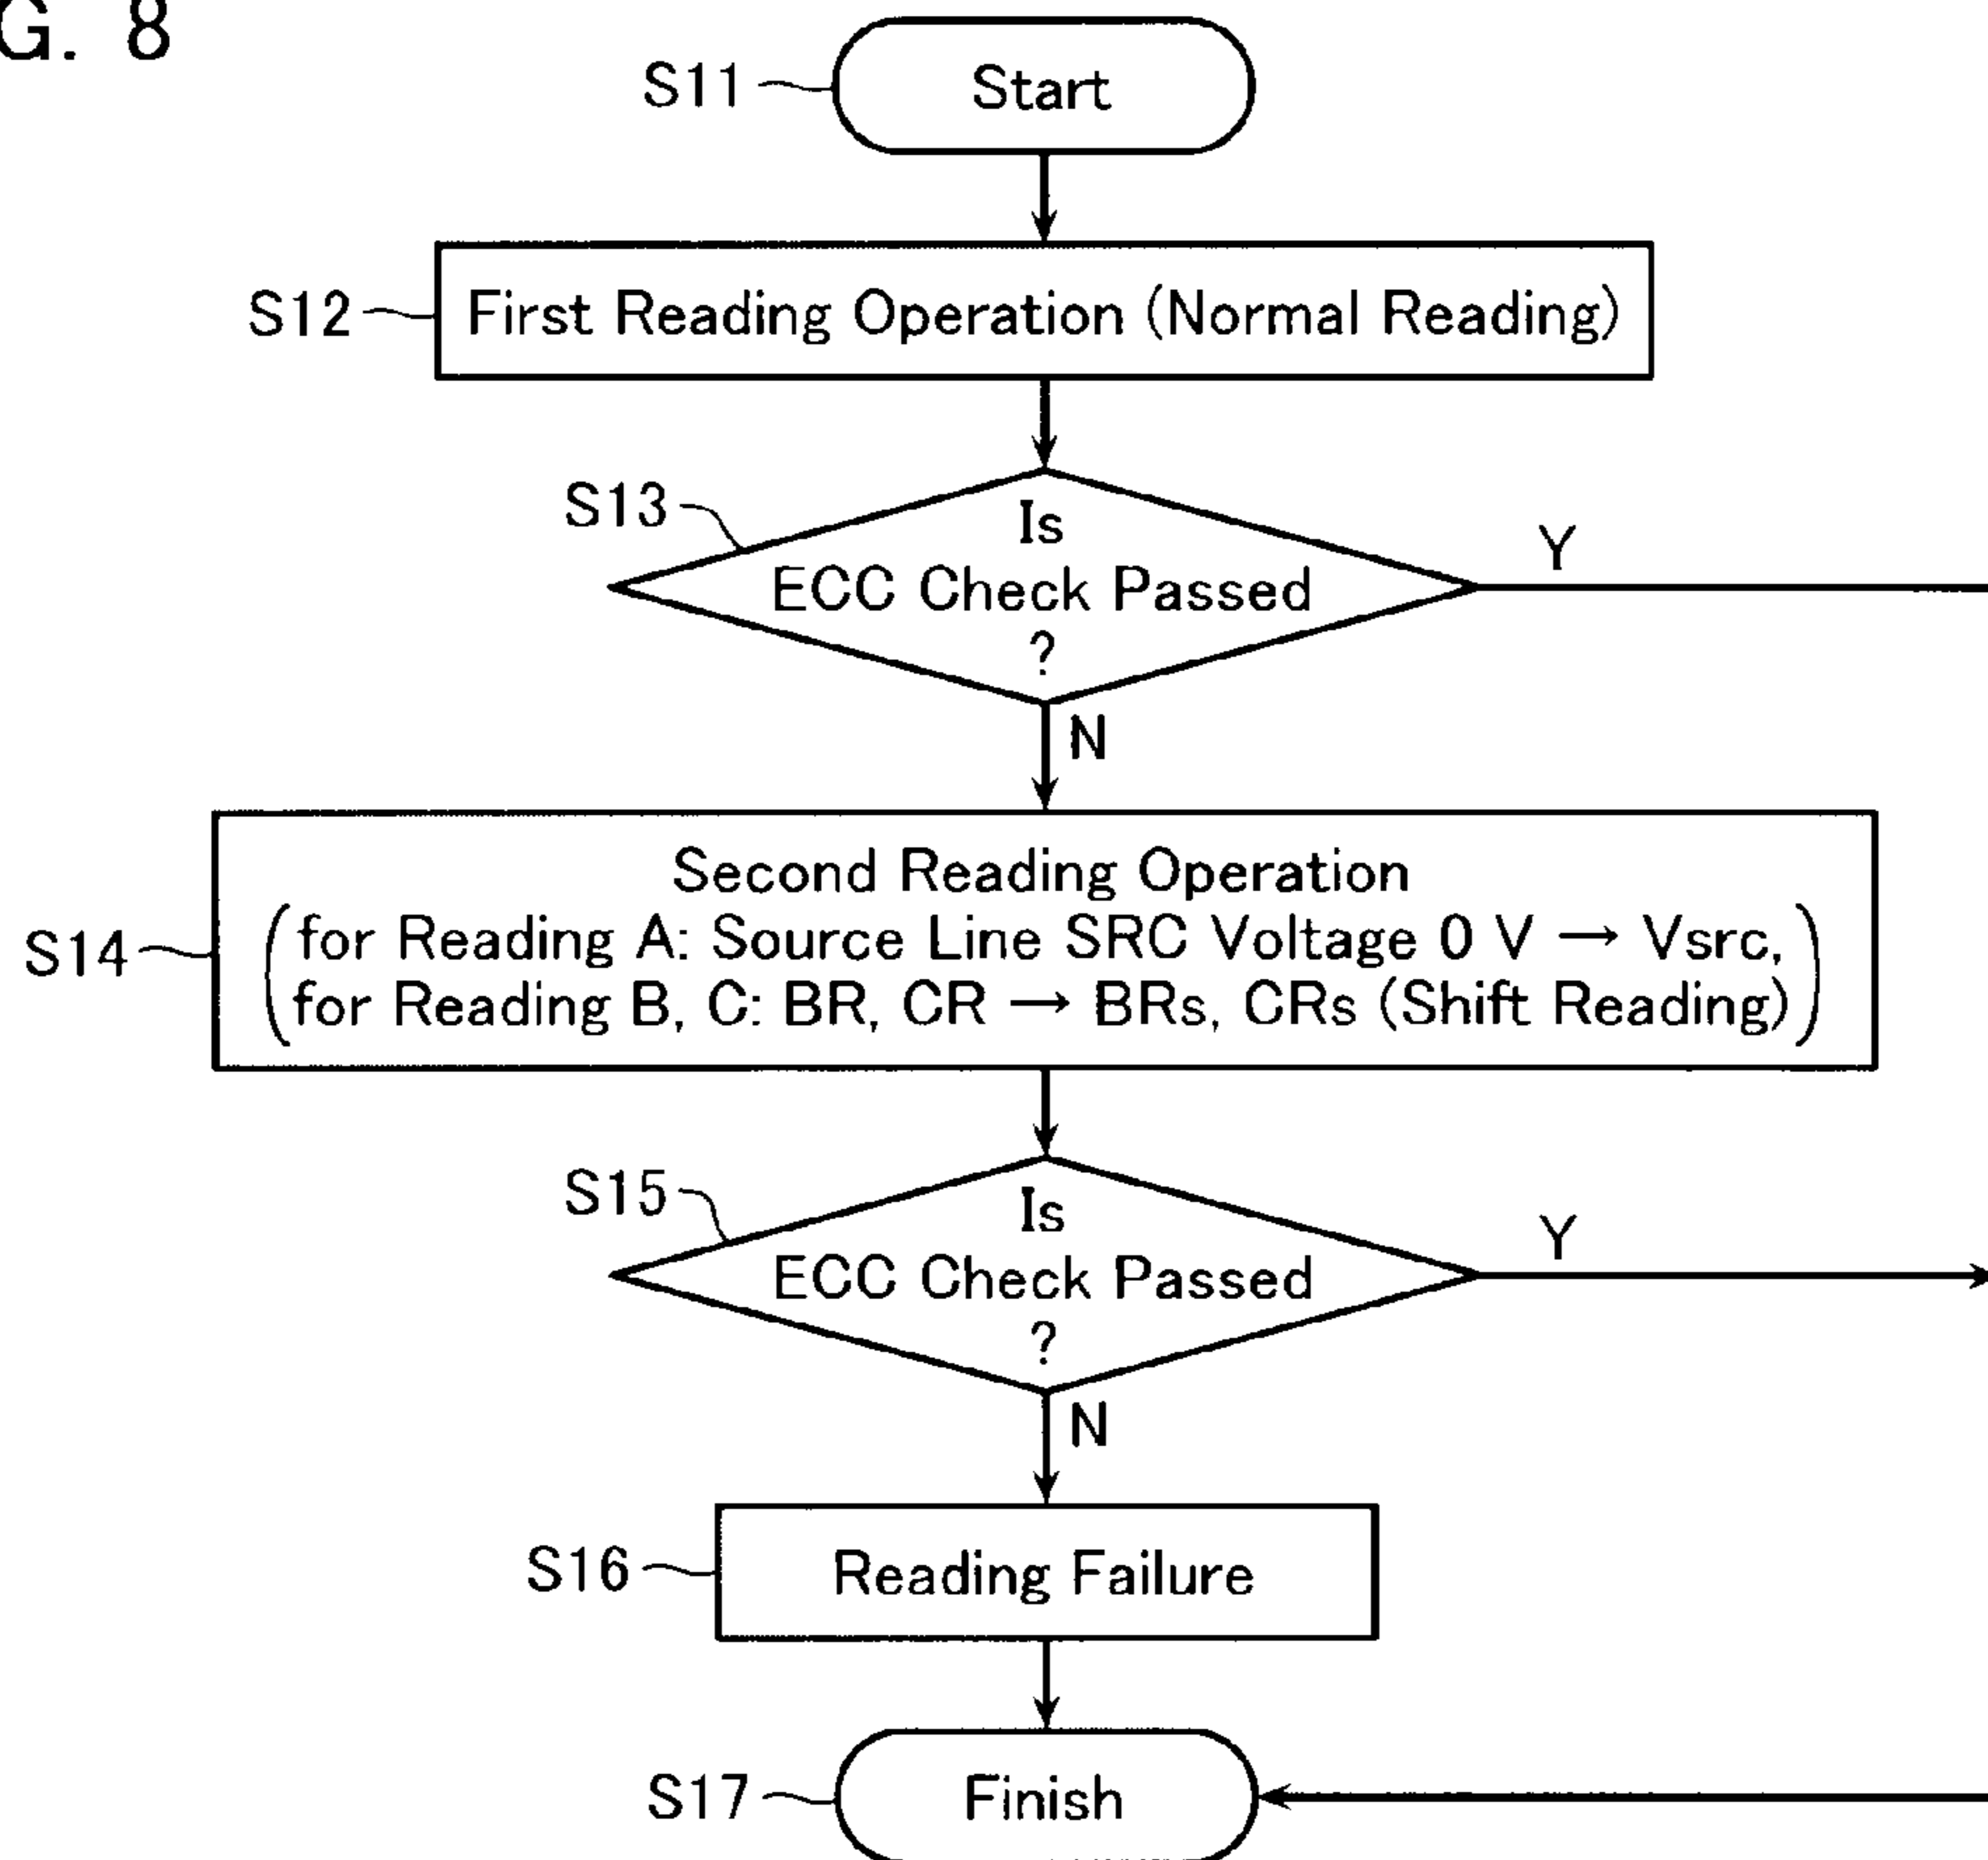 G. 8
S11
Start
S12
First Reading Operation (Normal Reading)
S13
Is
ECC Check Passed
?
Y
N
S14
Second Reading Operation
(for Reading A: Source Line SRC Voltage 0 V → Vsrc,
for Reading B, C: BR, CR → BRs, CRs (Shift Reading))
S15
Is
ECC Check Passed
?
Y
N
S16
Reading Failure
S17
Finish